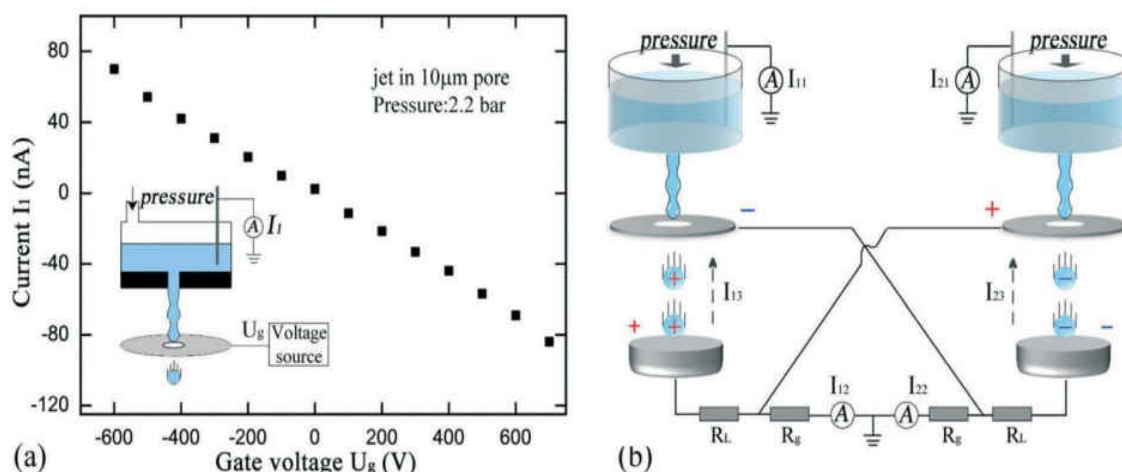 80
40
0
-40
-80
-120
Current I₁ (nA)
jet in 10μm pore
Pressure:2.2 bar
pressure
A
I₁
U_g
Voltage
source
-600 -400 -200 0 200 400 600
(a)
Gate voltage U_g (V)
pressure
A
I₁₁
pressure
I₂₁
A
−
+
+
+
+
I₁₃
I₂₃
−
−
−
I₁₂
I₂₂
A
A
R_L
R_g
R_g
R_L
(b)